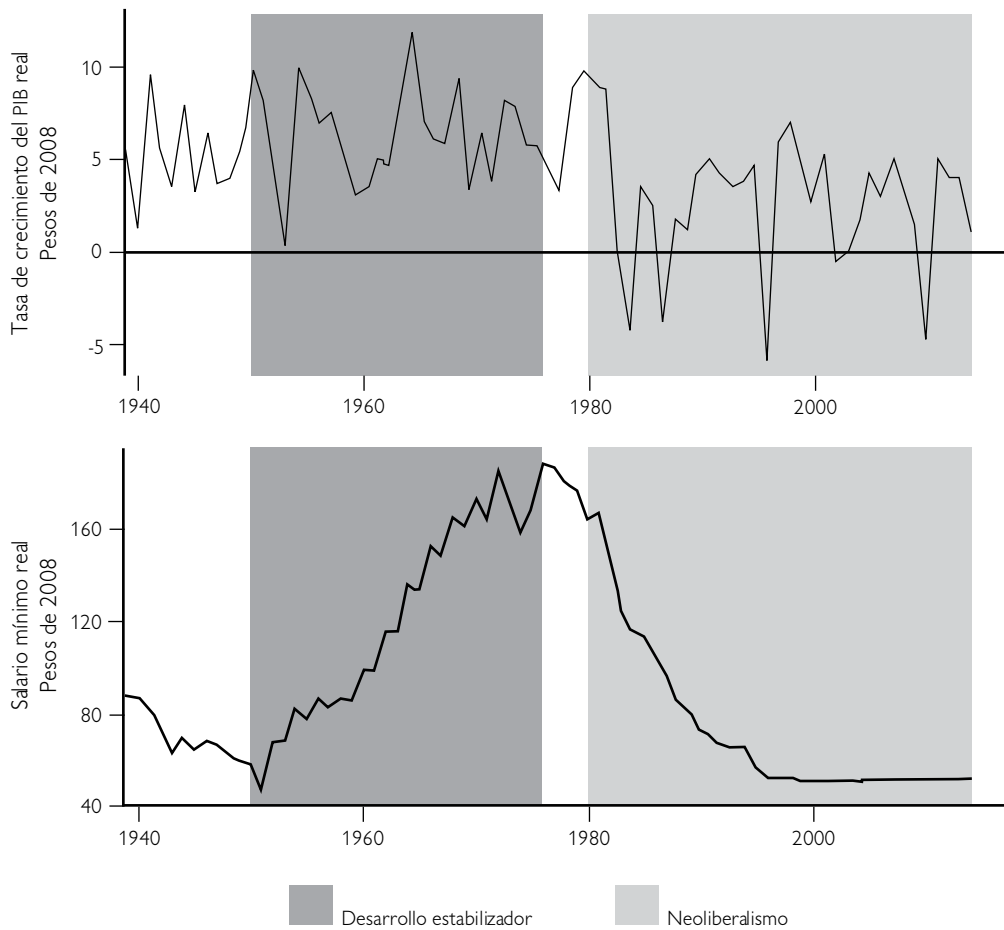 Tasa de crecimiento del PIB real
Pesos de 2008
10
5
0
-5
1940
1960
1980
2000
Salario mínimo real
Pesos de 2008
160
120
80
40
1940
1960
1980
2000
Desarrollo estabilizador
Neoliberalismo